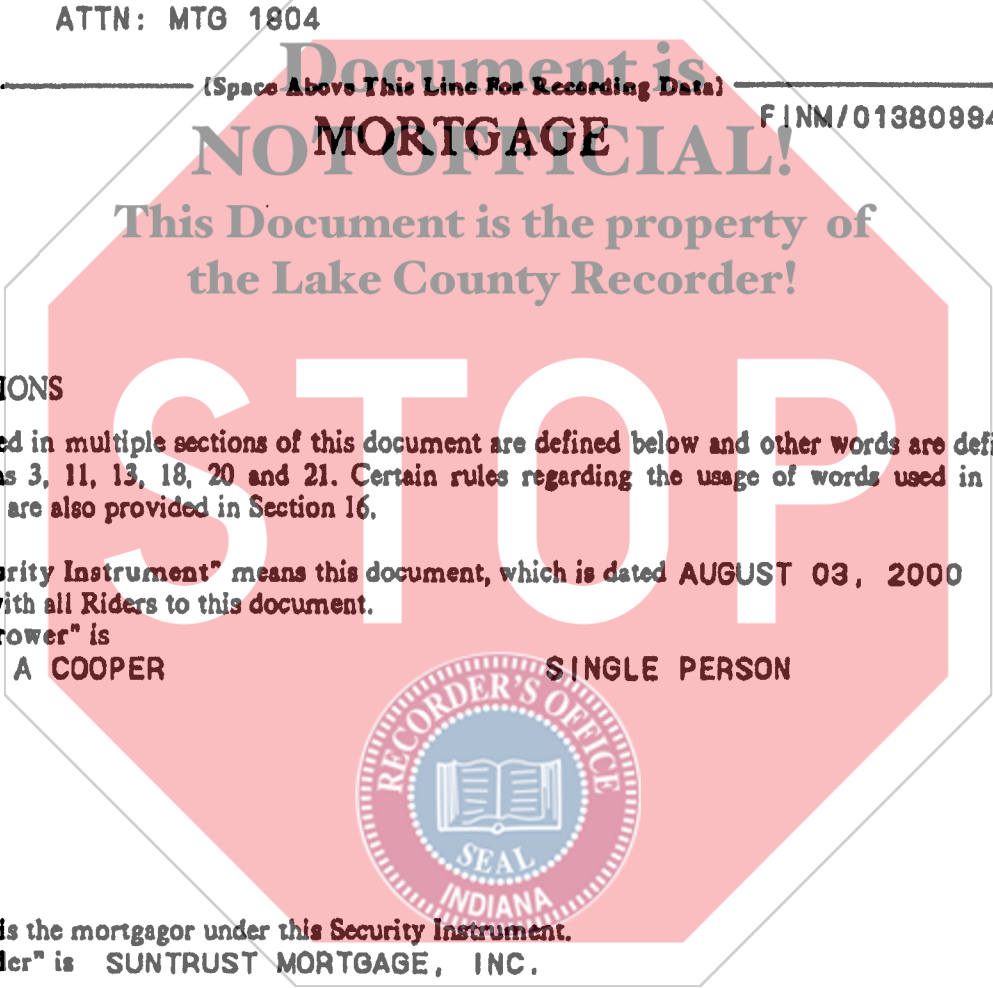 ATTN: MTG 1804
Document is
(Space Above This Line For Recording Data)
FINM/01380994
MORTGAGE
NOT OFFICIAL!
This Document is the property of
the Lake County Recorder!
IONS
ed in multiple sections of this document are defined below and other words are defi
as 3, 11, 13, 18, 20 and 21. Certain rules regarding the usage of words used in
are also provided in Section 16.
STOP
rity Instrument" means this document, which is dated AUGUST 03, 2000
with all Riders to this document.
rower" is
A COOPER SINGLE PERSON
RECORDER'S OFFICE
SEAL
INDIANA
is the mortgagor under this Security Instrument.
der" is SUNTRUST MORTGAGE, INC.